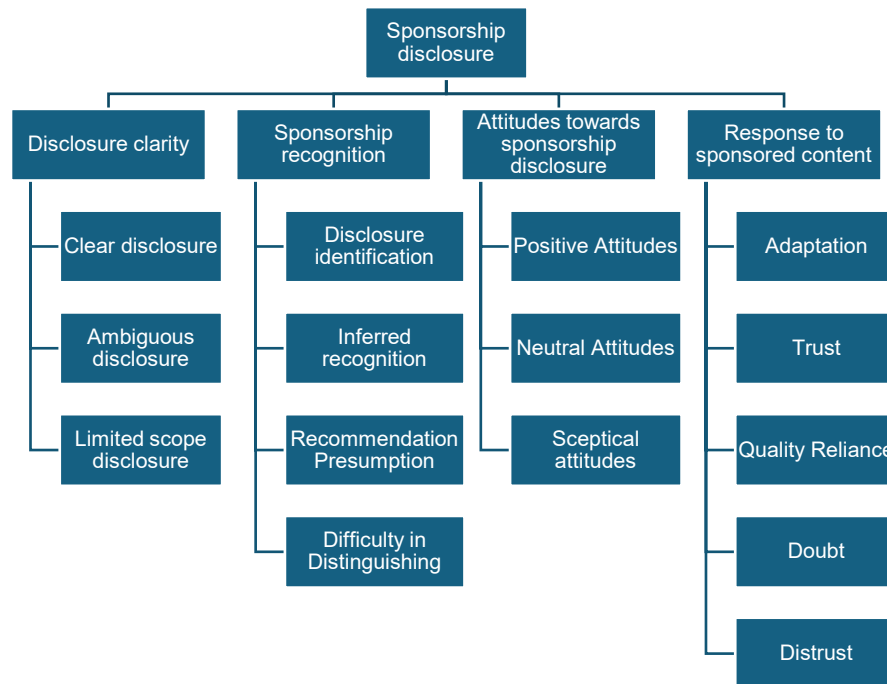 Sponsorship
disclosure
Disclosure clarity
Sponsorship
recognition
Attitudes towards
sponsorship
disclosure
Response to
sponsored content
Clear disclosure
Ambiguous
disclosure
Limited scope
disclosure
Disclosure
identification
Inferred
recognition
Recommendation
Presumption
Difficulty in
Distinguishing
Positive Attitudes
Neutral Attitudes
Sceptical
attitudes
Adaptation
Trust
Quality Reliance
Doubt
Distrust